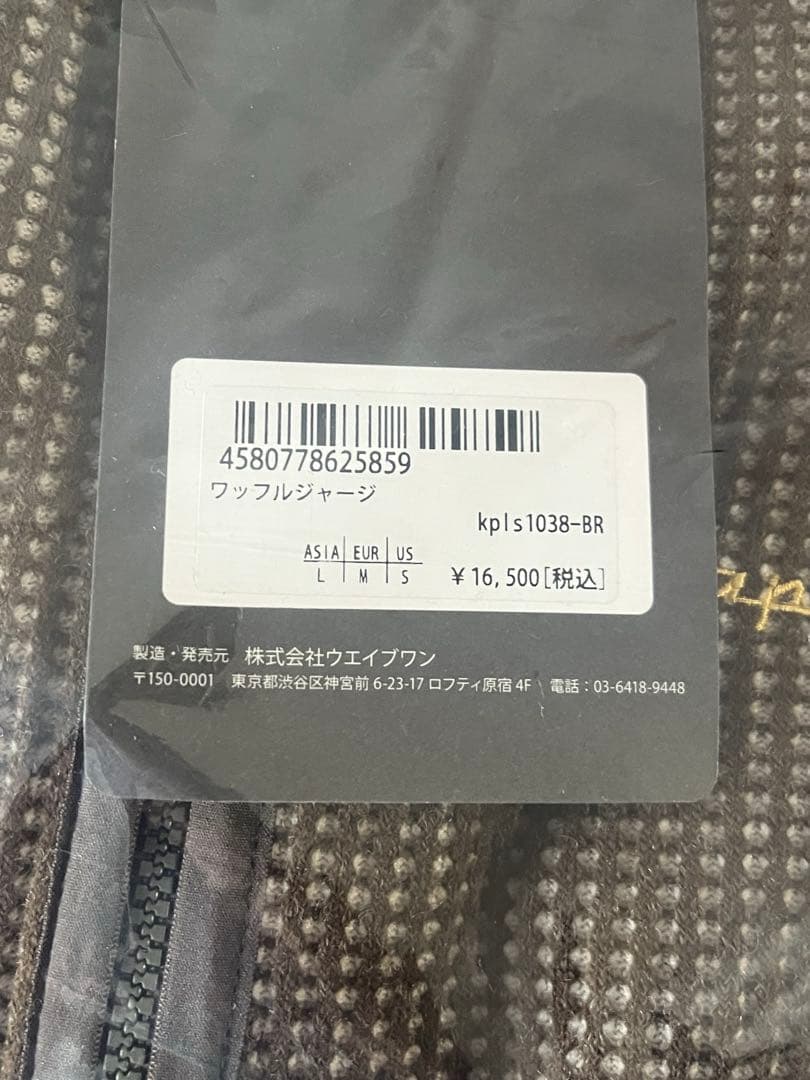 4580778625859
ワッフルジャージ
kpls1038-BR
ASIA EUR US
L M S
￥16,500[税込]
製造・発売元 株式会社ウエイブワン
〒150-0001 東京都渋谷区神宮前 6-23-17 ロフティ原宿 4F 電話：03-6418-9448